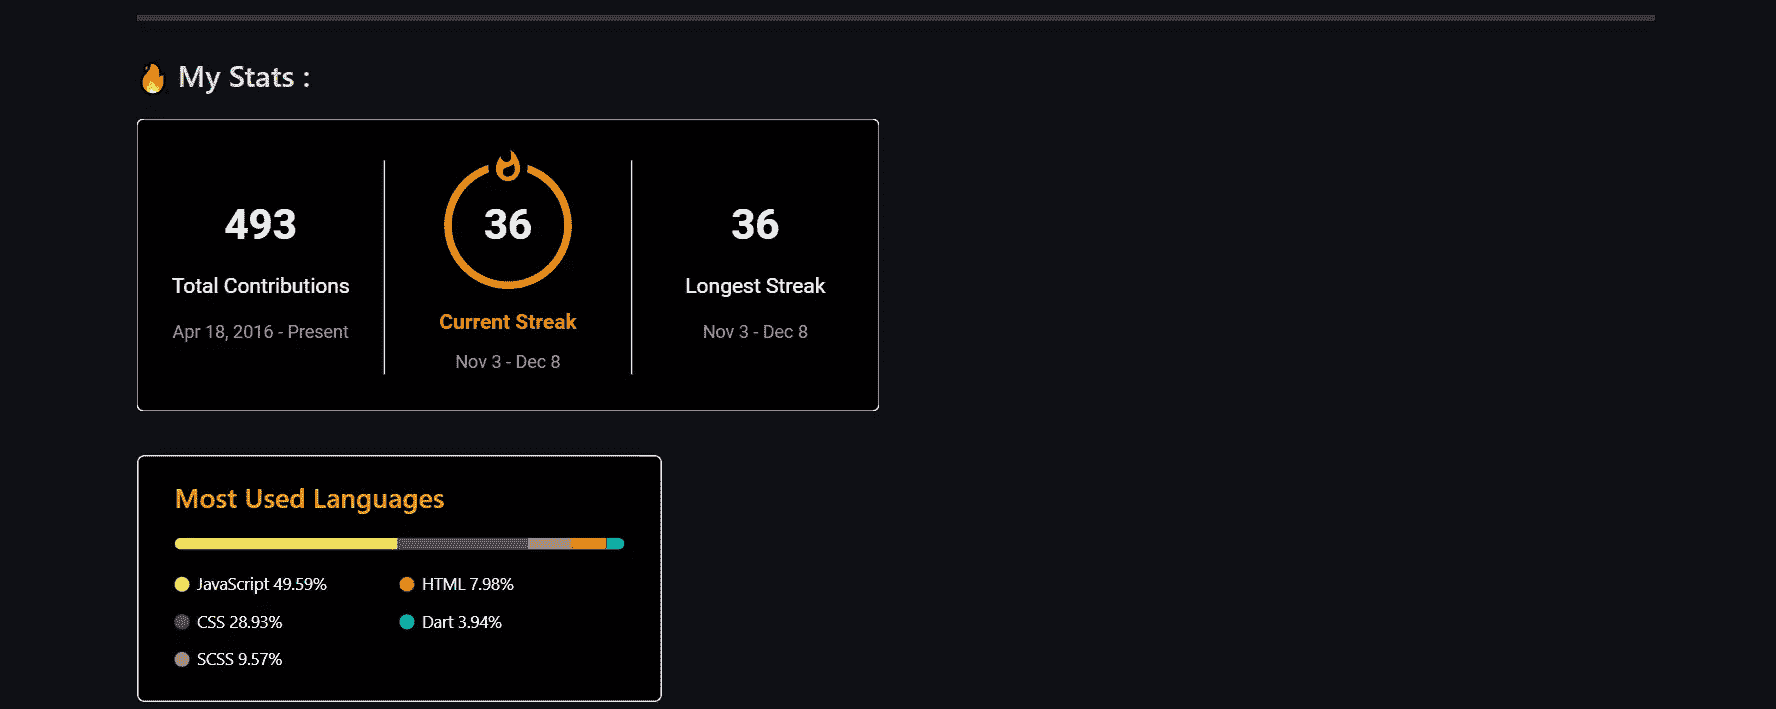 My Stats :
493
Total Contributions
Apr 18, 2016 - Present
36
Current Streak
Nov 3 - Dec 8
36
Longest Streak
Nov 3 - Dec 8
Most Used Languages
JavaScript 49.59%
CSS 28.93%
SCSS 9.57%
HTML 7.98%
Dart 3.94%